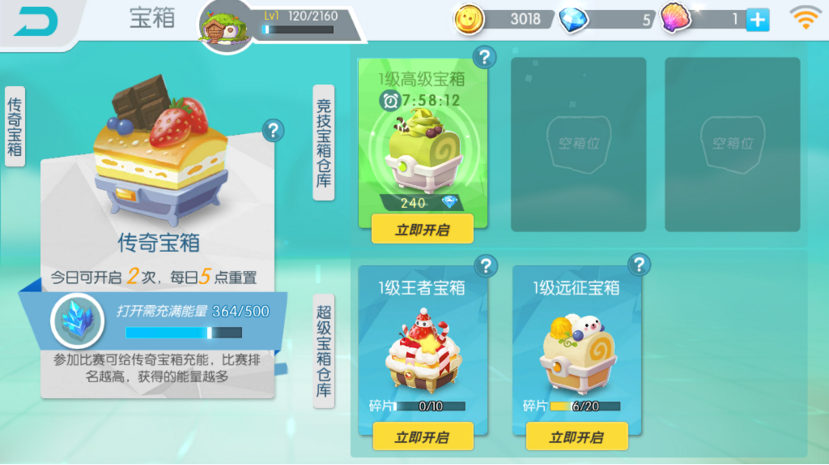 宝箱
Lv1 120/2160
3018
5
1
传奇宝箱
传奇宝箱
今日可开启2次，每日5点重置
打开需充满能量 364/500
参加比赛可给传奇宝箱充能，比赛排
名越高，获得的能量越多
竞技宝箱仓库
1级高级宝箱
7:58:12
240
立即开启
空箱位
空箱位
超级宝箱仓库
1级王者宝箱
碎片 0/10
立即开启
1级远征宝箱
碎片 6/20
立即开启